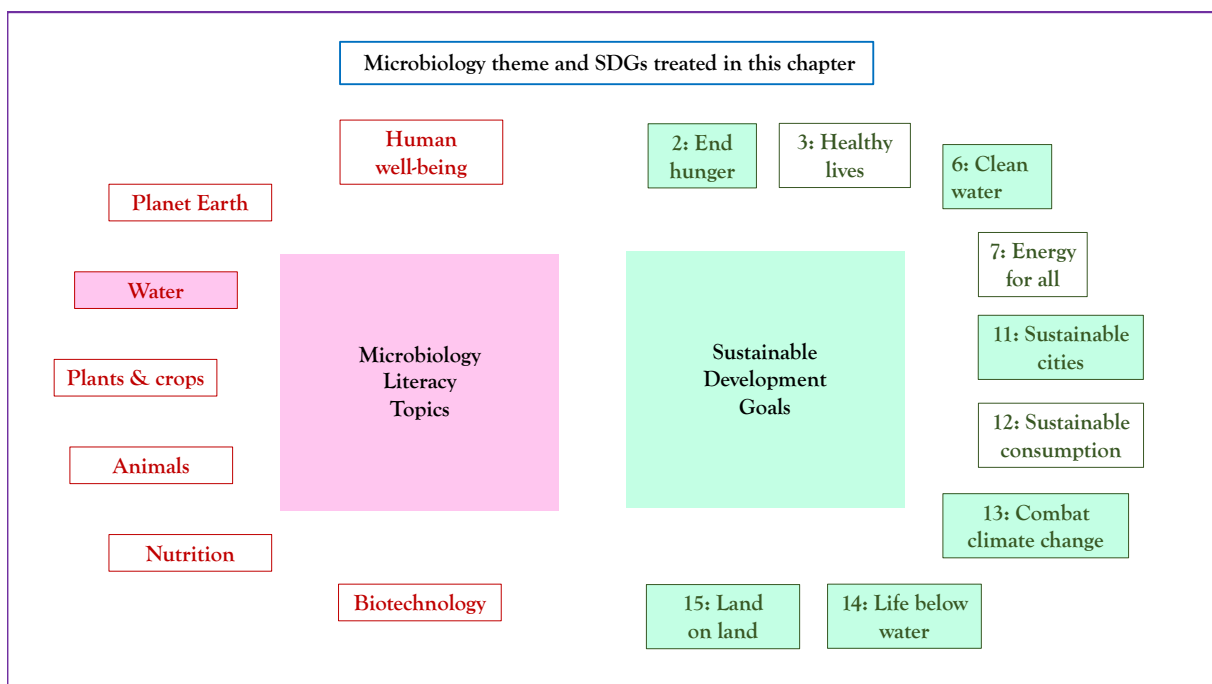 Microbiology theme and SDGs treated in this chapter
Human
well-being
Planet Earth
Water
Plants & crops
Animals
Nutrition
Biotechnology
Microbiology
Literacy
Topics
Sustainable
Development
Goals
2: End
hunger
3: Healthy
lives
6: Clean
water
7: Energy
for all
11: Sustainable
cities
12: Sustainable
consumption
13: Combat
climate change
14: Life below
water
15: Land
on land